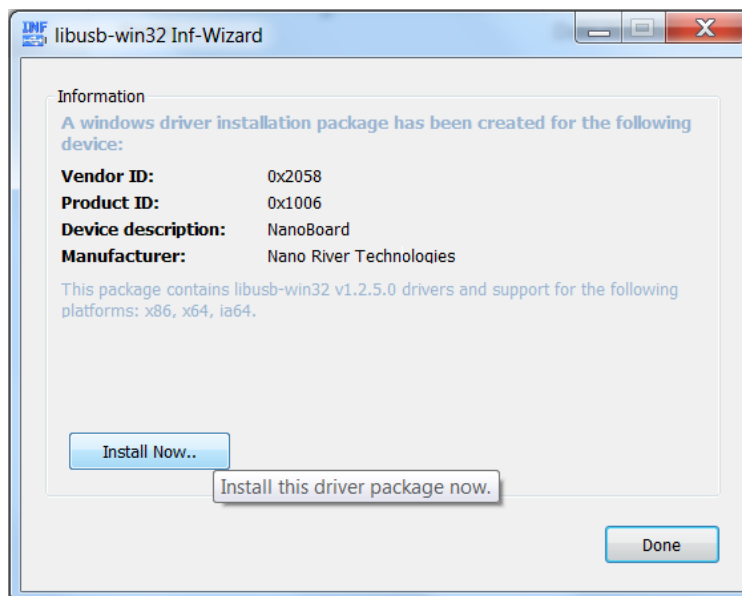 INF
libusb-win32 Inf-Wizard
X
Information
A windows driver installation package has been created for the following
device:
Vendor ID: 0x2058
Product ID: 0x1006
Device description: NanoBoard
Manufacturer: Nano River Technologies
This package contains libusb-win32 v1.2.5.0 drivers and support for the following
platforms: x86, x64, ia64.
Install Now..
Install this driver package now.
Done